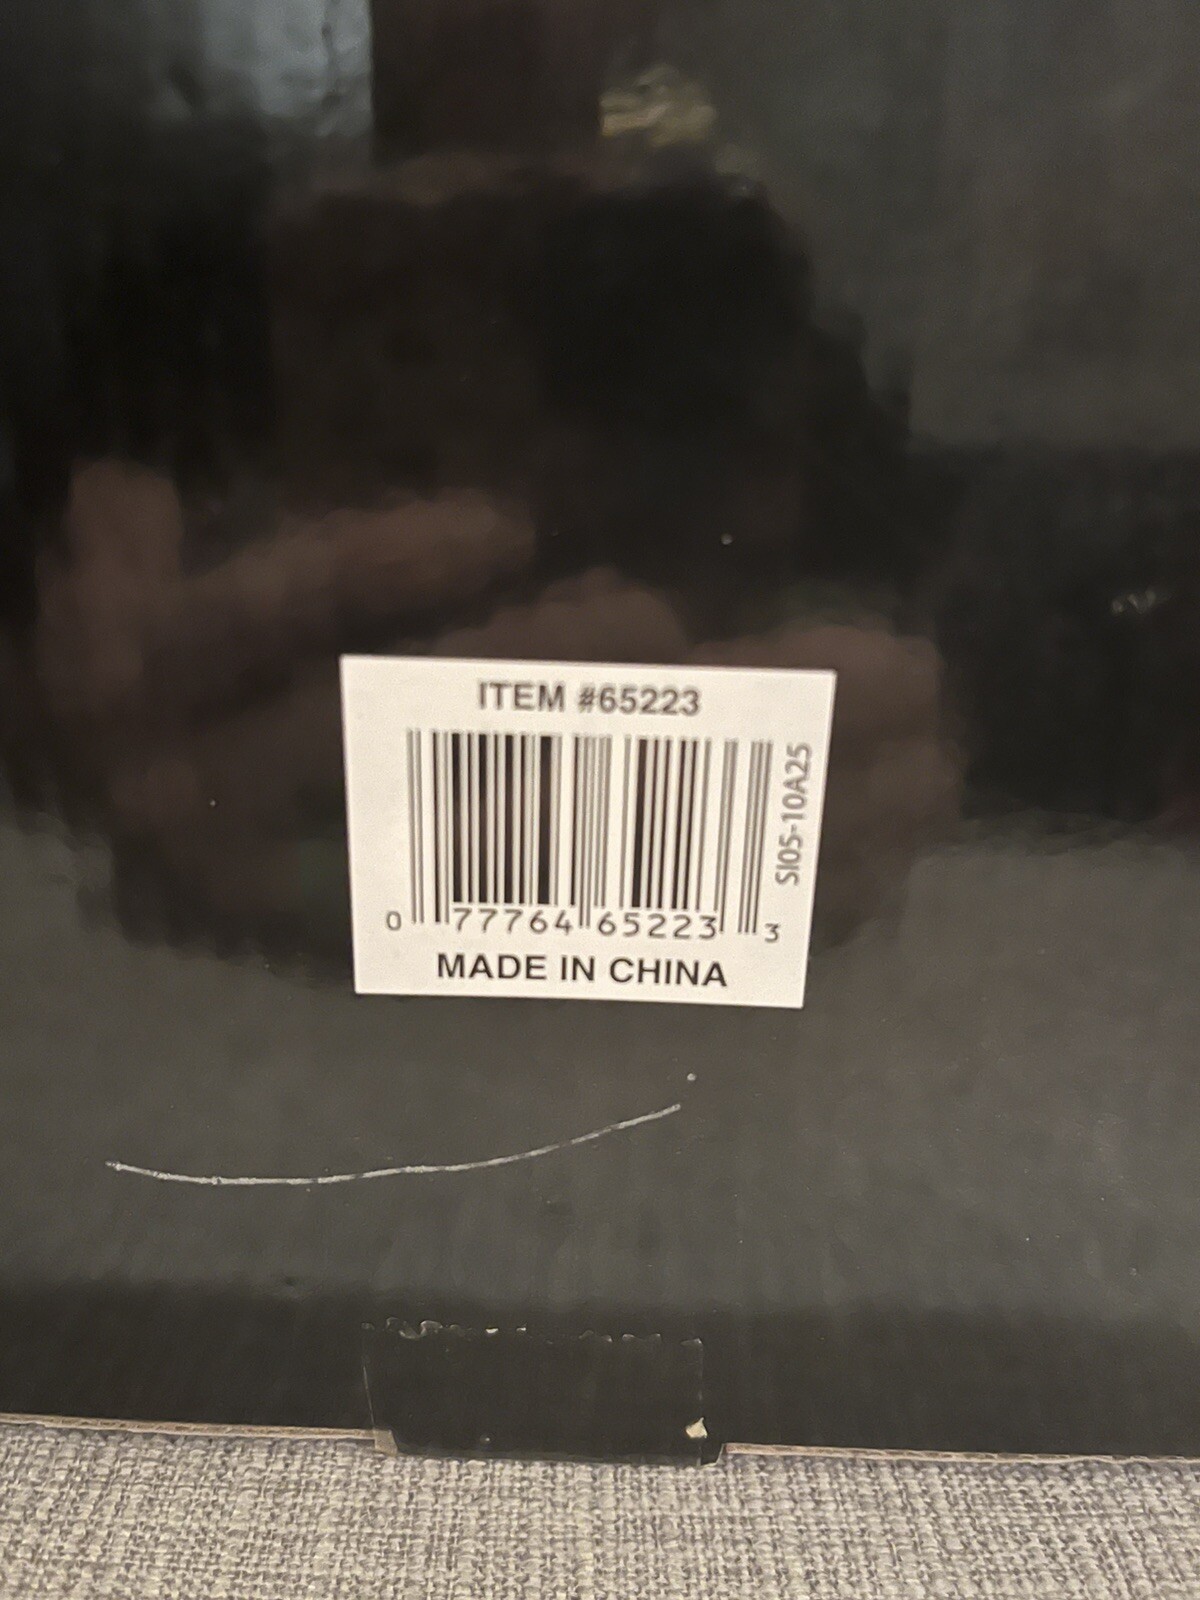 ITEM #65223
SI05-10A25
0 77764 65223 3
MADE IN CHINA